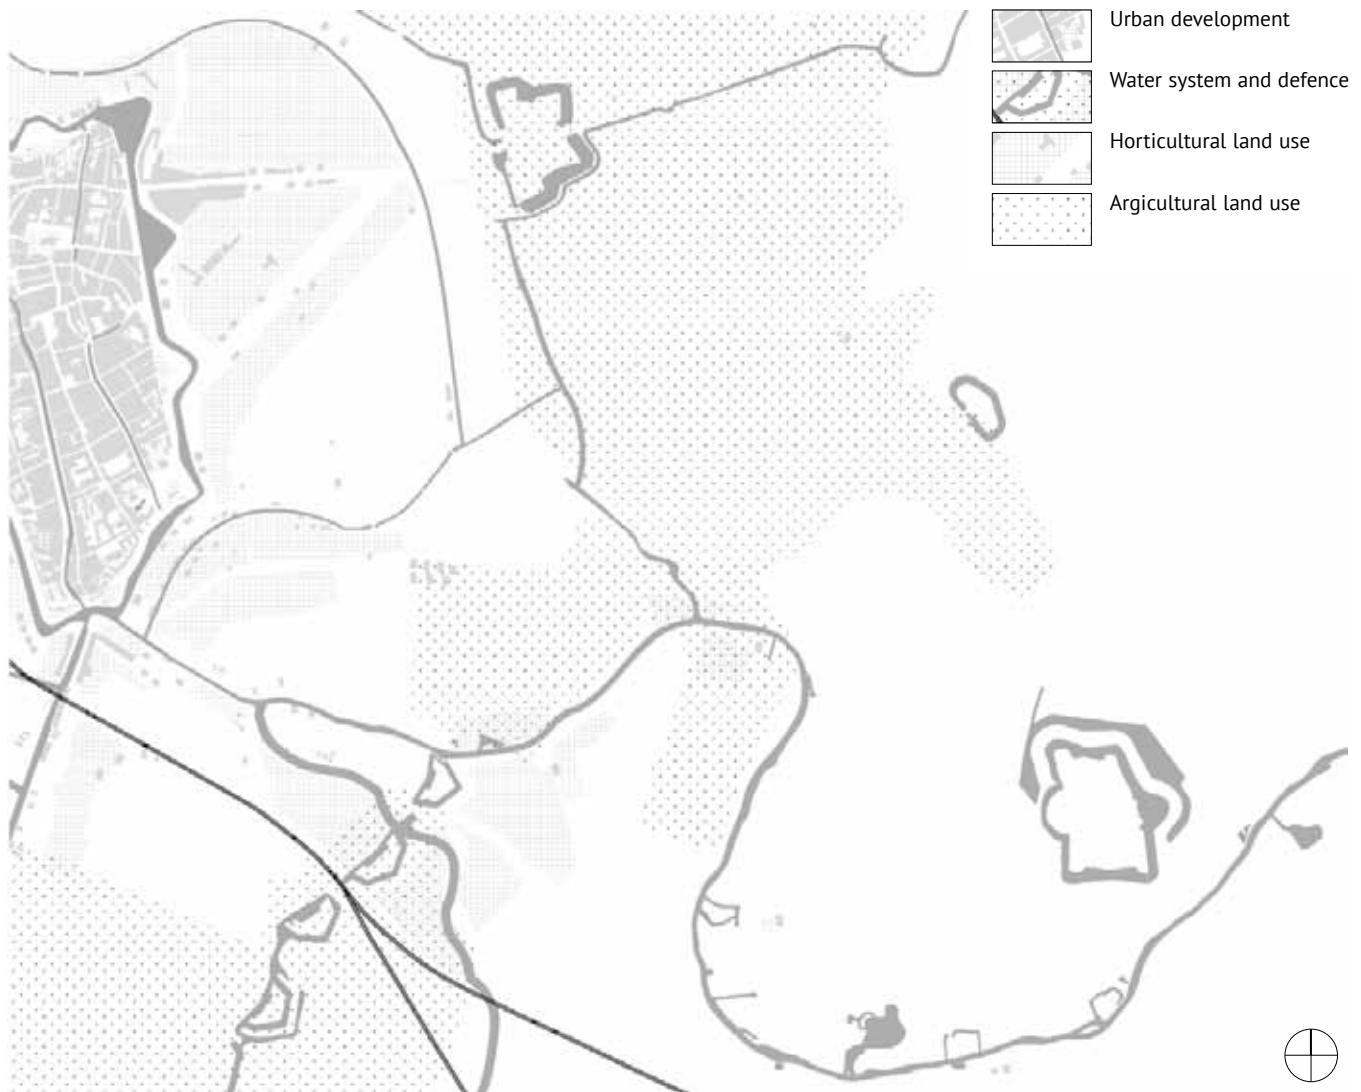 Urban development
Water system and defence
Horticultural land use
Argicultural land use